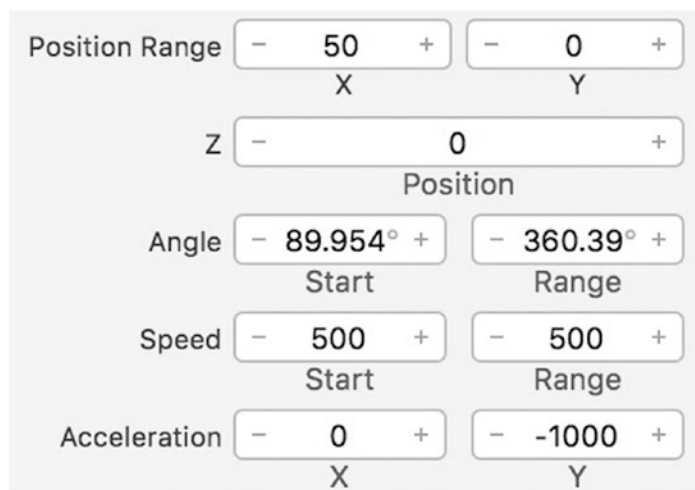 Position Range − 50 + − 0 +
X Y
Z − 0 +
Position
Angle − 89.954° + − 360.39° +
Start Range
Speed − 500 + − 500 +
Start Range
Acceleration − 0 + − -1000 +
X Y